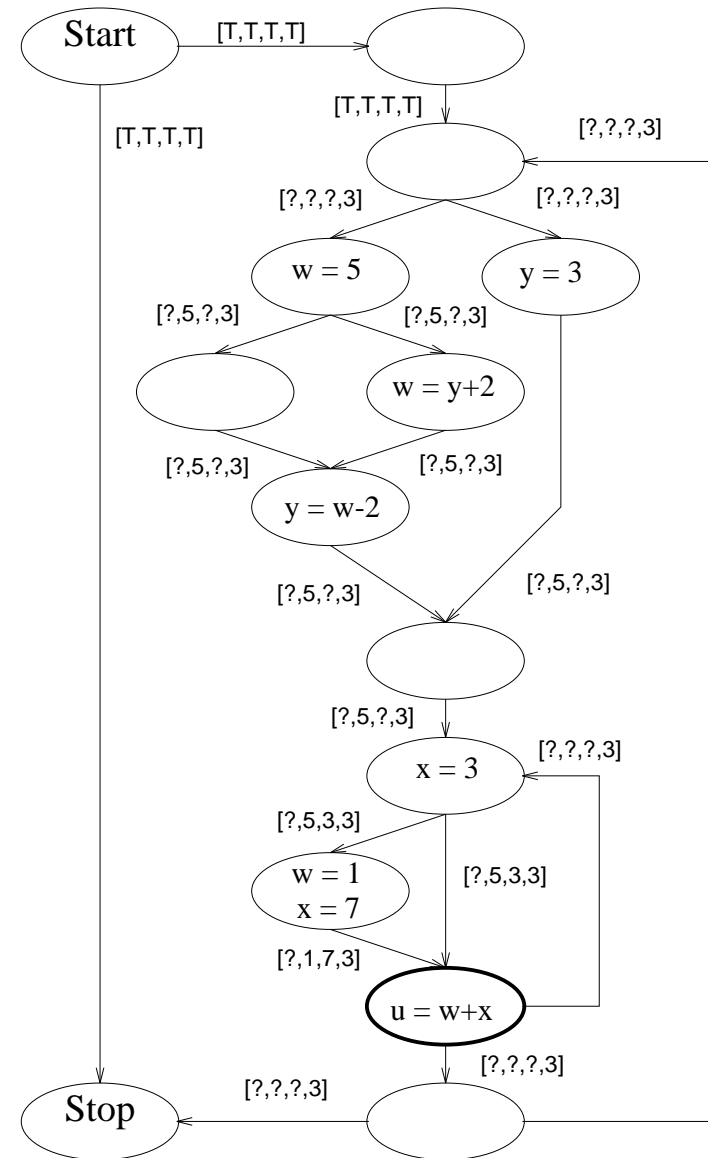 Start
[T,T,T,T]
[T,T,T,T]
[T,T,T,T]
[?,?,?,3]
[?,?,?,3]
[?,?,?,3]
w = 5
y = 3
[?,5,?,3]
[?,5,?,3]
w = y+2
[?,5,?,3]
[?,5,?,3]
y = w-2
[?,5,?,3]
[?,5,?,3]
[?,5,?,3]
[?,?,?,3]
x = 3
[?,5,3,3]
w = 1
x = 7
[?,5,3,3]
[?,1,7,3]
u = w+x
[?,?,?,3]
[?,?,?,3]
Stop